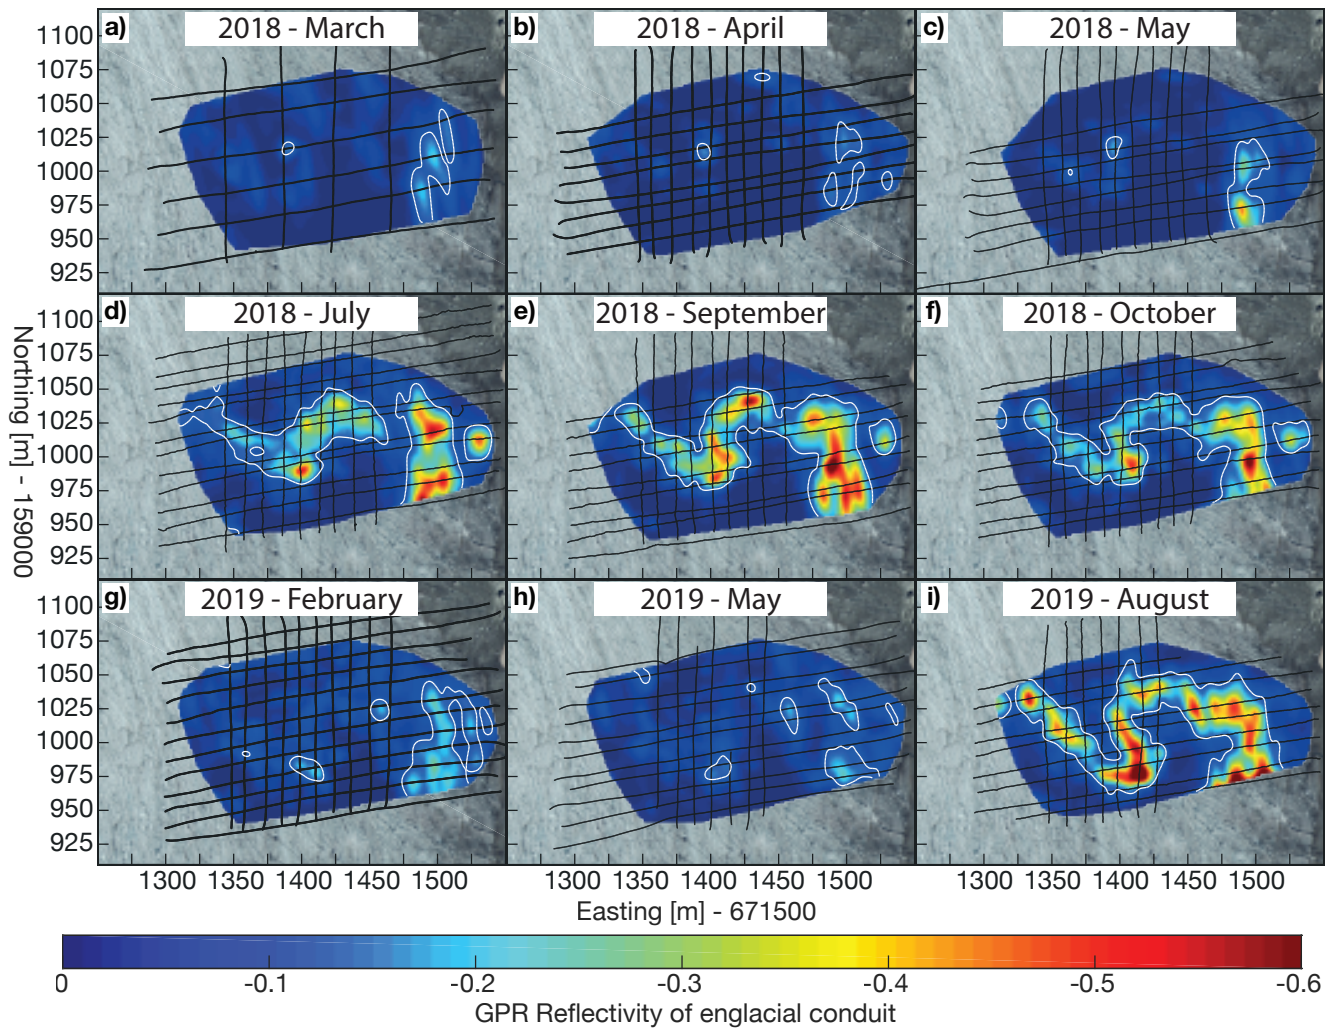 a) 2018 - March
b) 2018 - April
c) 2018 - May
1100
1075
1050
1025
1000
975
950
925
d) 2018 - July
e) 2018 - September
f) 2018 - October
1100
1075
1050
1025
1000
975
950
925
Northing [m] - 159000
g) 2019 - February
h) 2019 - May
i) 2019 - August
1100
1075
1050
1025
1000
975
950
925
1300 1350 1400 1450 1500 1300 1350 1400 1450 1500 1300 1350 1400 1450 1500
Easting [m] - 671500
0 -0.1 -0.2 -0.3 -0.4 -0.5 -0.6
GPR Reflectivity of englacial conduit